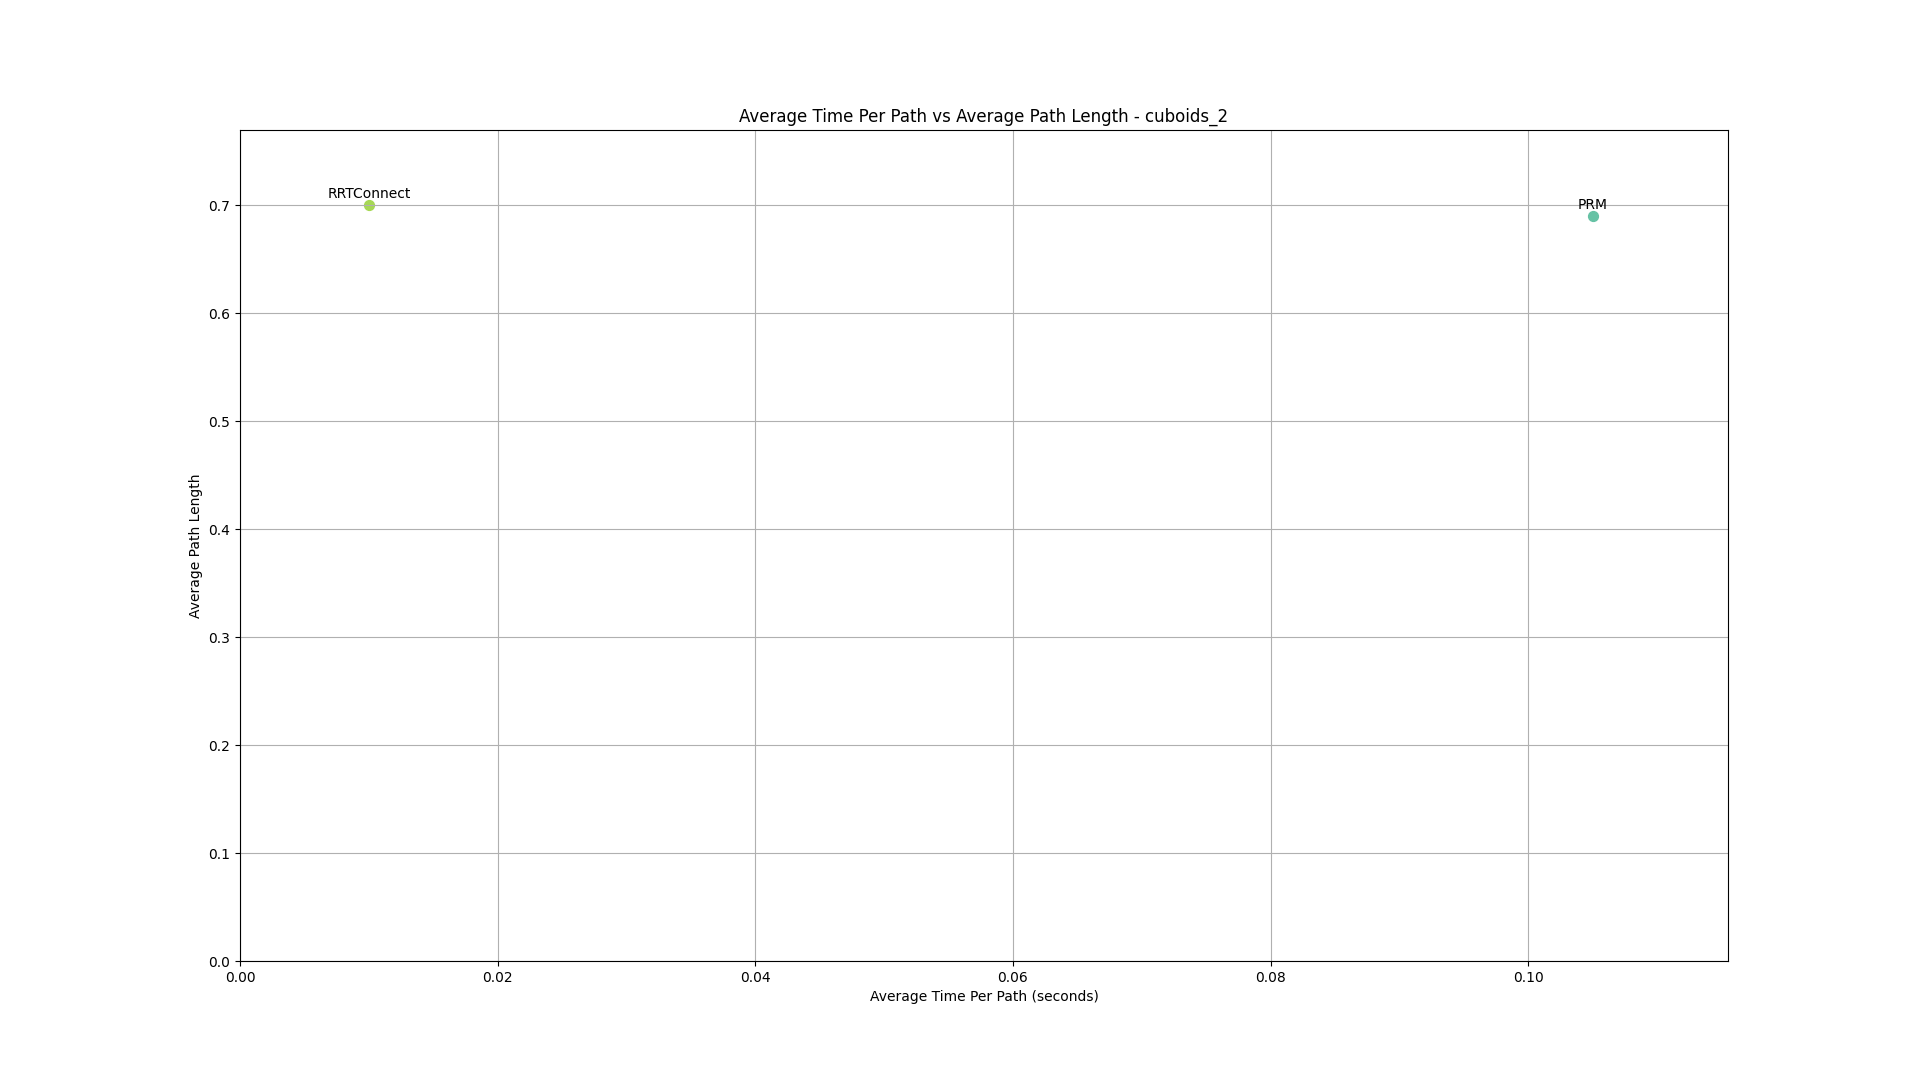 Average Time Per Path vs Average Path Length - cuboids_2
RRTConnect
PRM
0.7
0.6
0.5
0.4
0.3
0.2
0.1
0.0
Average Path Length
0.00 0.02 0.04 0.06 0.08 0.10
Average Time Per Path (seconds)